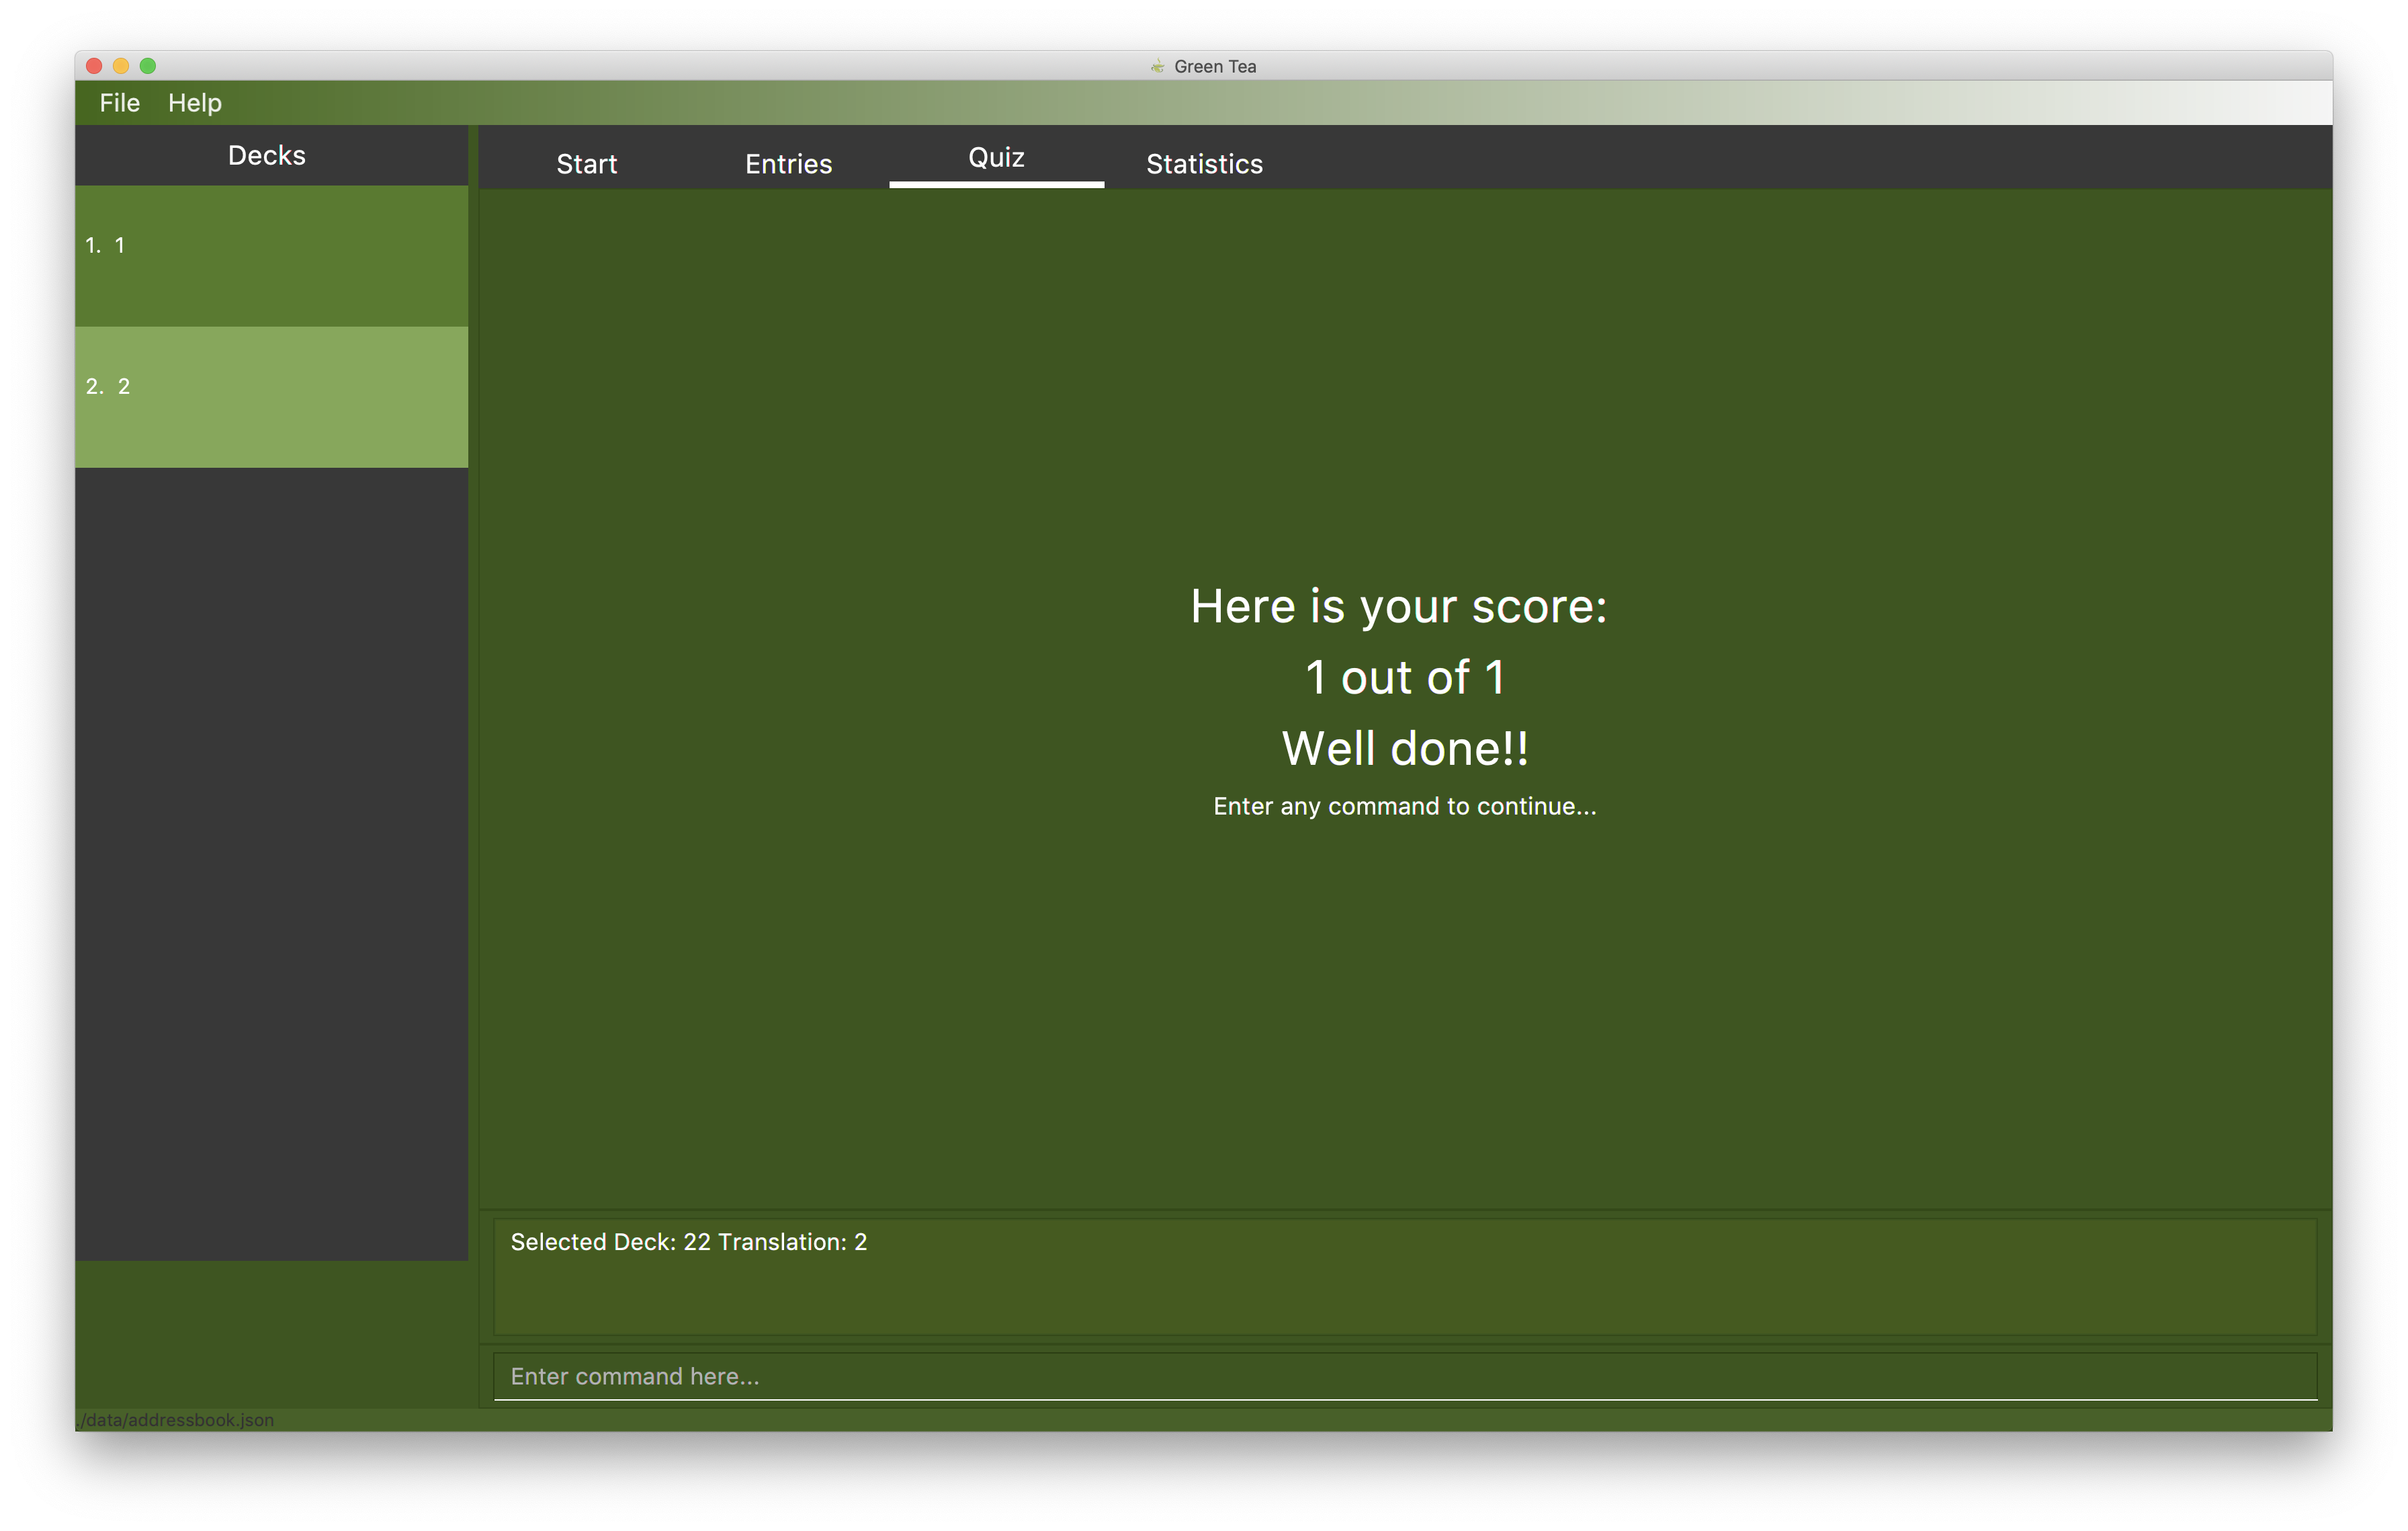 Green Tea
File Help
Decks
1. 1
2. 2
Start Entries Quiz Statistics
Here is your score:
1 out of 1
Well done!!
Enter any command to continue...
Selected Deck: 22 Translation: 2
Enter command here...
./data/addressbook.json